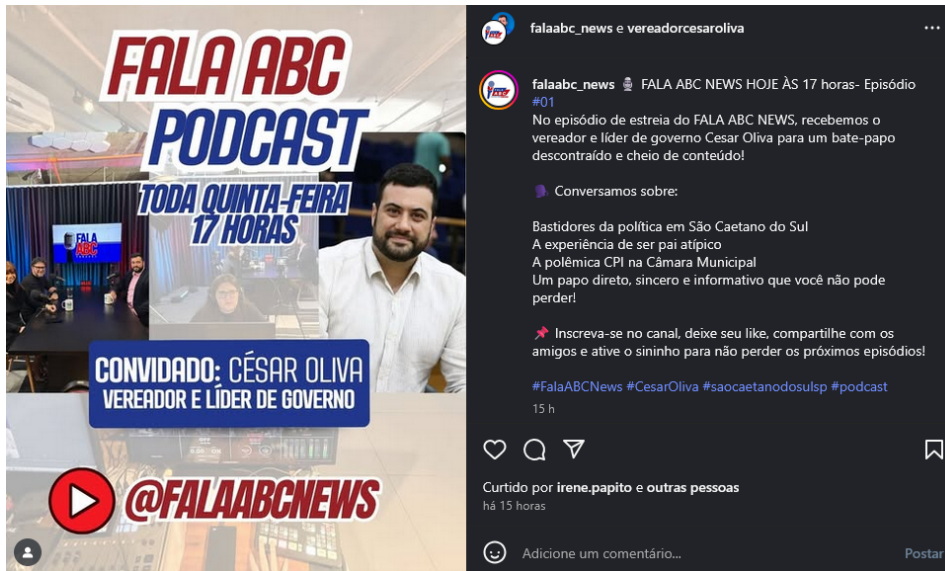 FALA ABC
PODCAST
TODA QUINTA-FEIRA
17 HORAS
FALA
ABC
CONVIDADO: CÉSAR OLIVA
VEREADOR E LÍDER DE GOVERNO
@FALAABCNEWS
falaabc_news e vereadorcesaroliva
falaabc_news 🎙️ FALA ABC NEWS HOJE ÀS 17 horas- Episódio
#01
No episódio de estreia do FALA ABC NEWS, recebemos o
vereador e líder de governo Cesar Oliva para um bate-papo
descontraído e cheio de conteúdo!
🗣️ Conversamos sobre:
Bastidores da política em São Caetano do Sul
A experiência de ser pai atípico
A polêmica CPI na Câmara Municipal
Um papo direto, sincero e informativo que você não pode
perder!
📌 Inscreva-se no canal, deixe seu like, compartilhe com os
amigos e ative o sininho para não perder os próximos episódios!
#FalaABCNews #CesarOliva #saocaetanodosulsp #podcast
15 h
Curtido por irene.papito e outras pessoas
há 15 horas
Adicione um comentário...
Postar